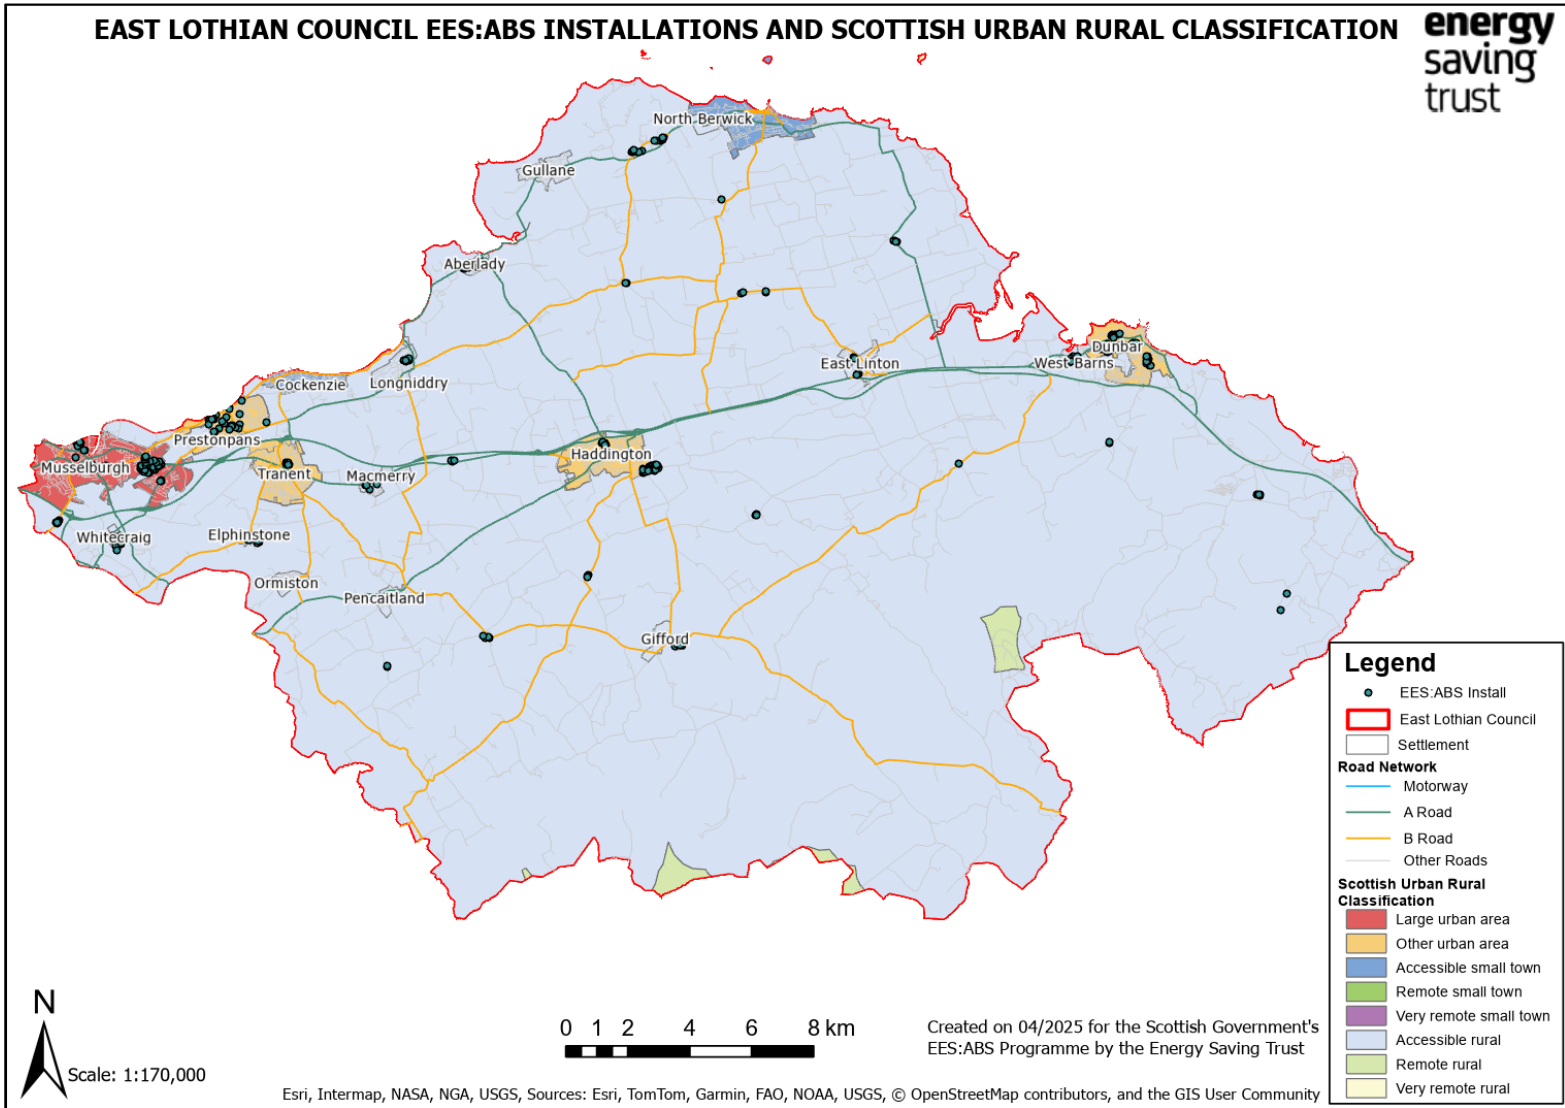 EAST LOTHIAN COUNCIL EES:ABS INSTALLATIONS AND SCOTTISH URBAN RURAL CLASSIFICATION
energy
saving
trust
North Berwick
Gullane
Aberlady
Dunbar
East Linton
West Barns
Cockenzie
Longniddry
Prestonpans
Haddington
Musselburgh
Tranent
Macmerry
Whitecraig
Elphinstone
Ormiston
Pencaitland
Gifford
Legend
EES:ABS Install
East Lothian Council
Settlement
Road Network
Motorway
A Road
B Road
Other Roads
Scottish Urban Rural
Classification
Large urban area
Other urban area
Accessible small town
Remote small town
Very remote small town
Accessible rural
Remote rural
Very remote rural
N
Scale: 1:170,000
0 1 2 4 6 8 km
Created on 04/2025 for the Scottish Government's
EES:ABS Programme by the Energy Saving Trust
Esri, Intermap, NASA, NGA, USGS, Sources: Esri, TomTom, Garmin, FAO, NOAA, USGS, © OpenStreetMap contributors, and the GIS User Community